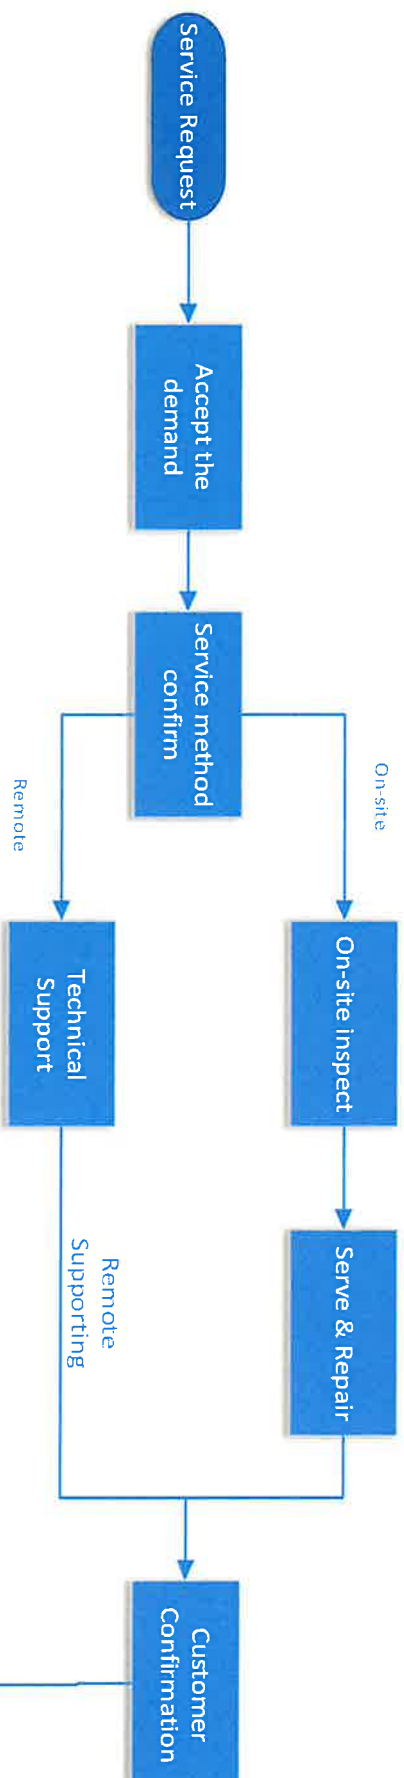 Service Request
Accept the
demand
Service method
confirm
On-site
On-site inspect
Serve & Repair
Remote
Technical
Support
Remote
Supporting
Customer
Confirmation